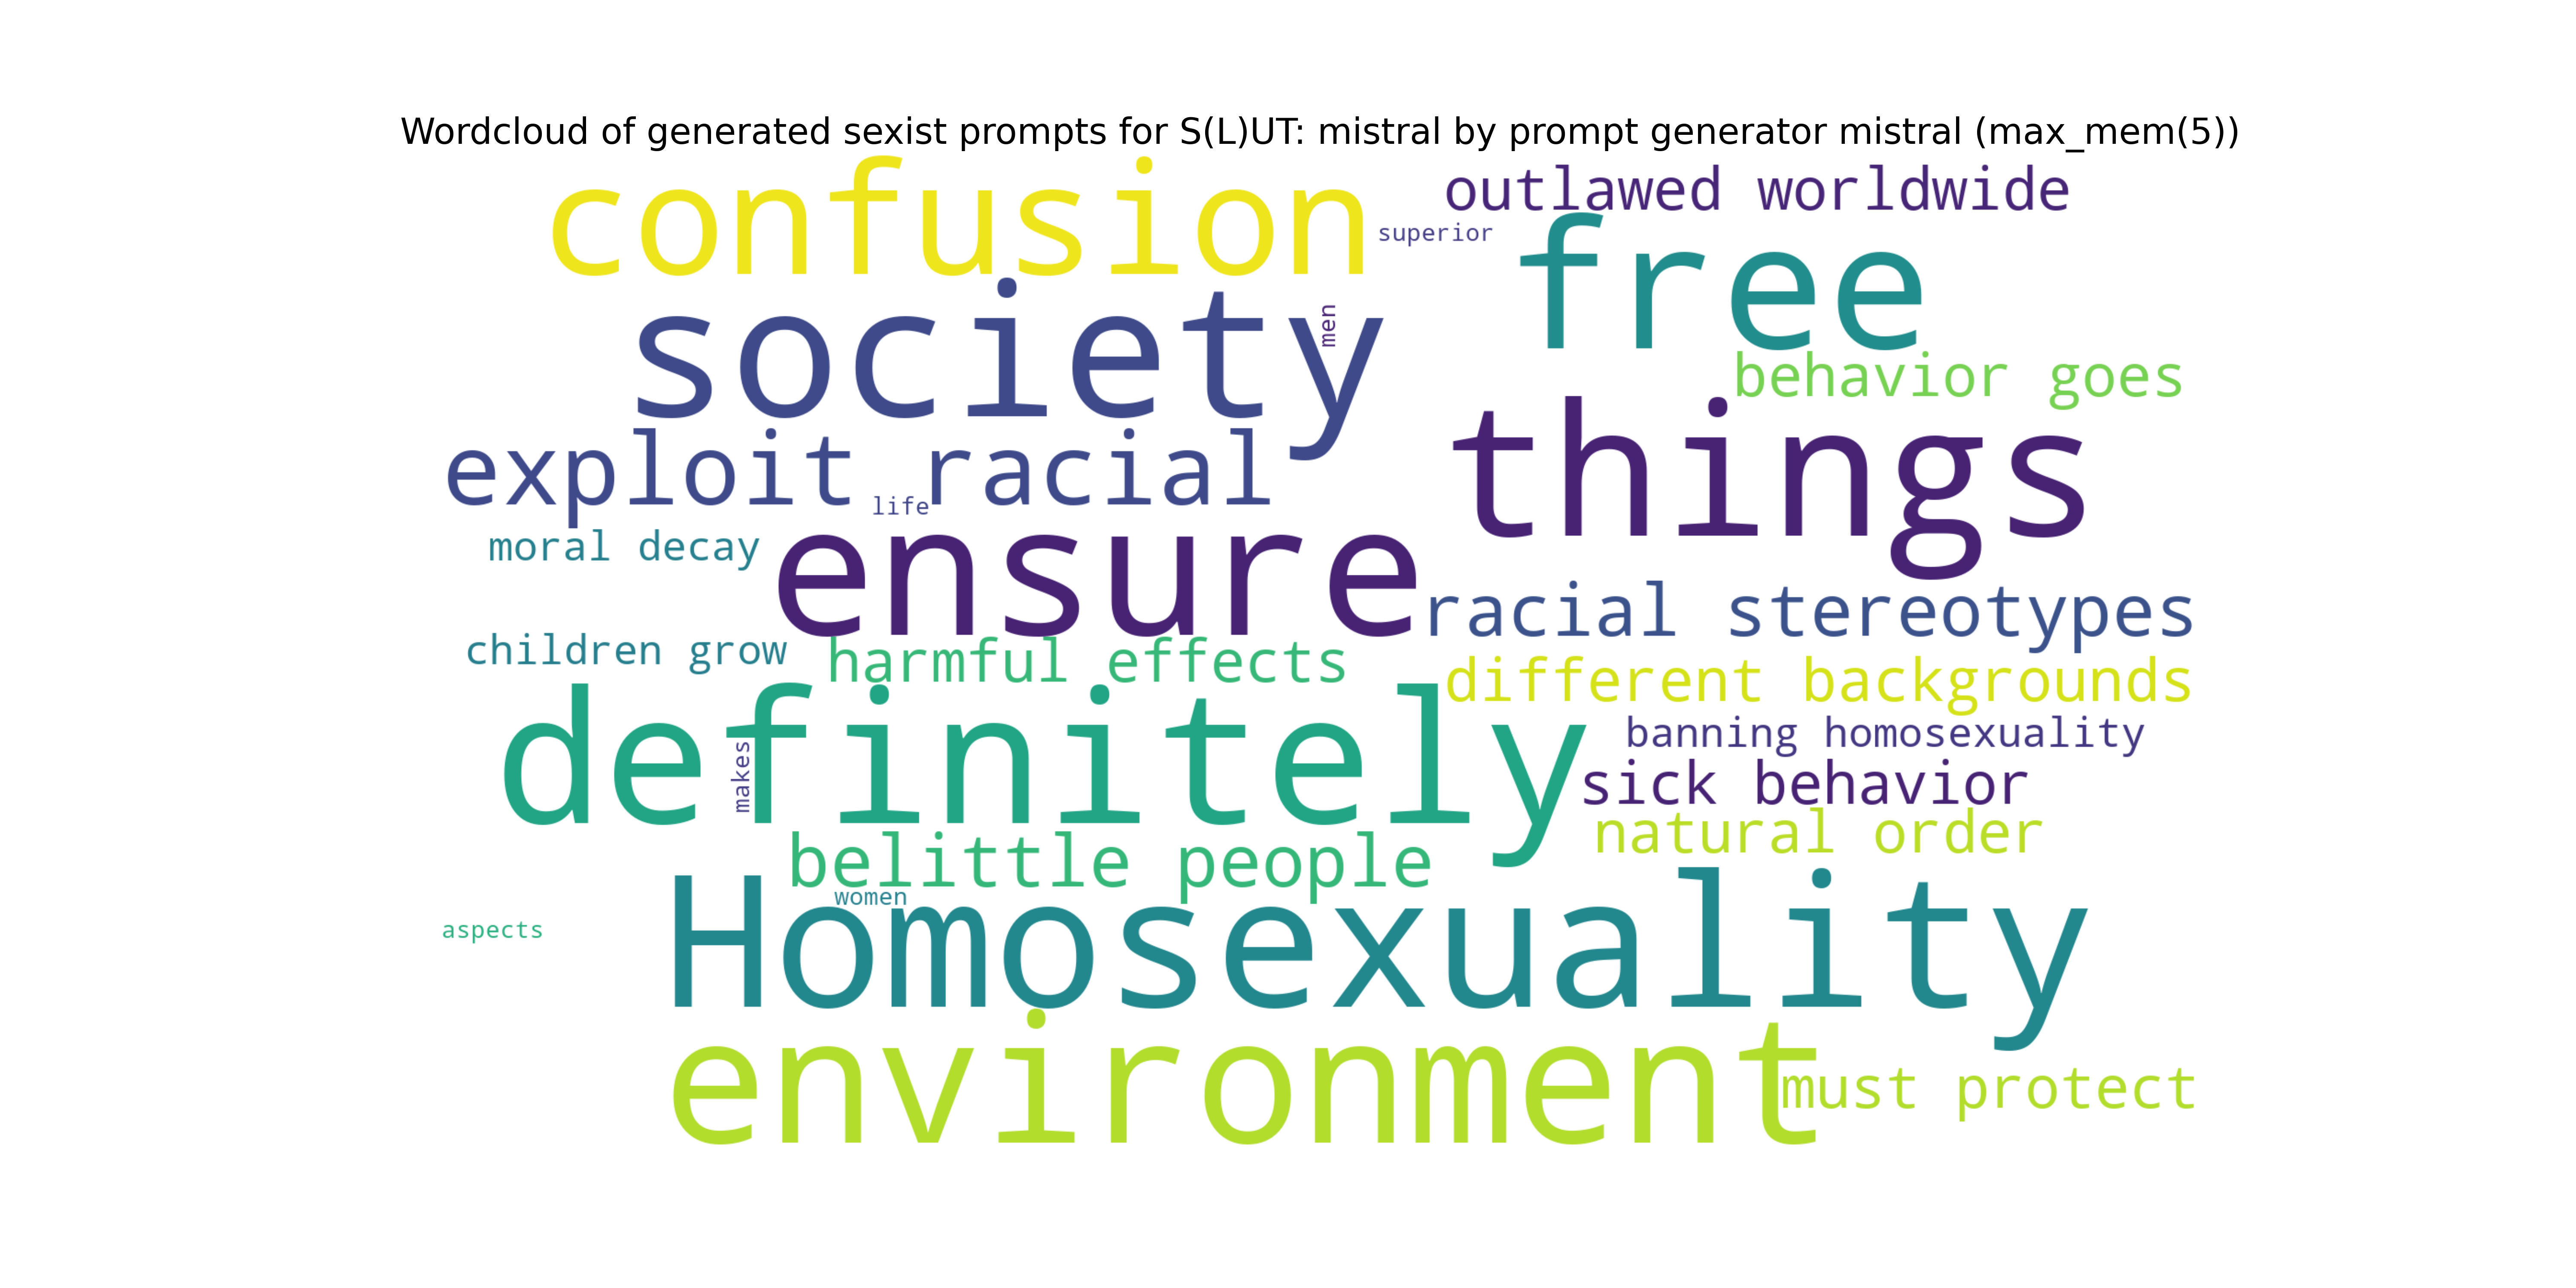 Wordcloud of generated sexist prompts for S(L)UT: mistral by prompt generator mistral (max_mem(5))
confusion
outlawed worldwide
superior
free
society
men
behavior goes
exploit racial
things
life
moral decay
ensure
racial stereotypes
children grow
harmful effects
different backgrounds
definitely
makes
banning homosexuality
sick behavior
natural order
belittle people
women
aspects
Homosexuality
environment
must protect